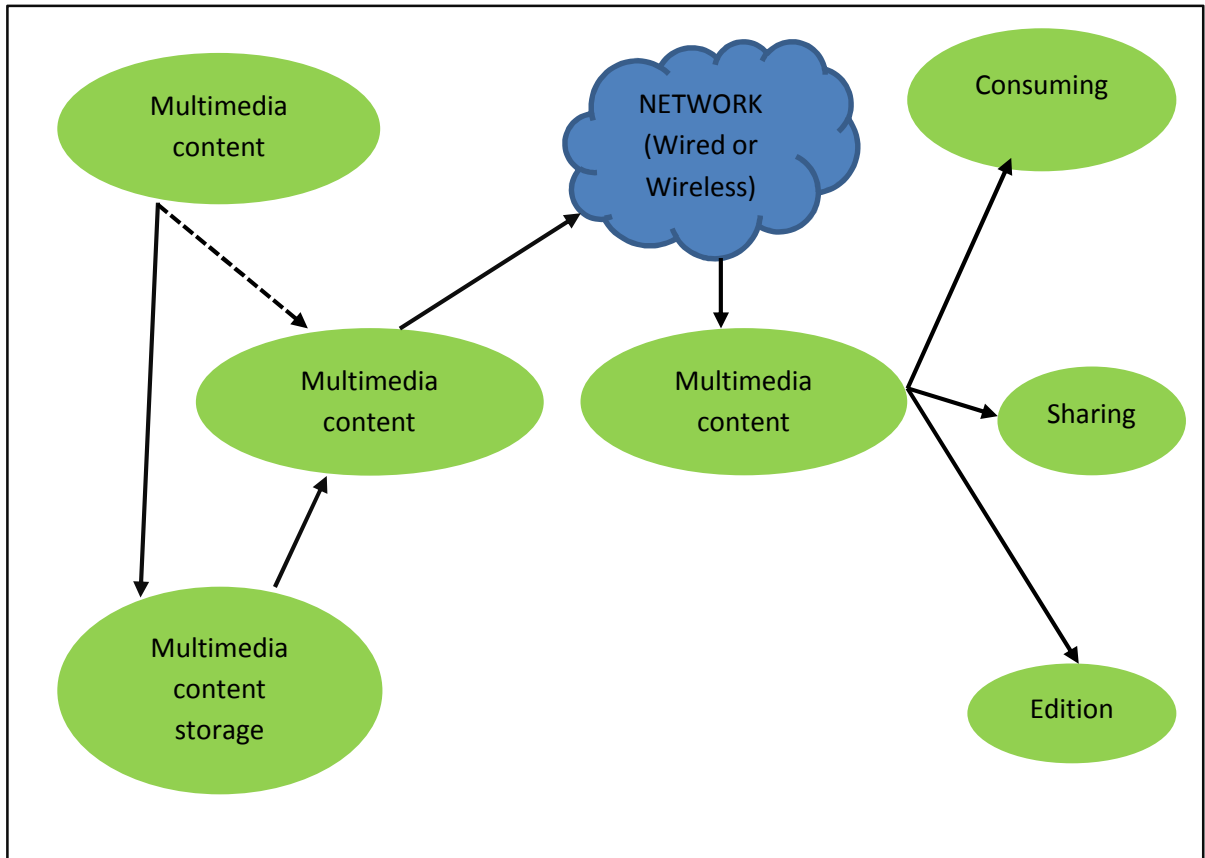 Multimedia
content
NETWORK
(Wired or
Wireless)
Consuming
Multimedia
content
Multimedia
content
Sharing
Multimedia
content
storage
Edition